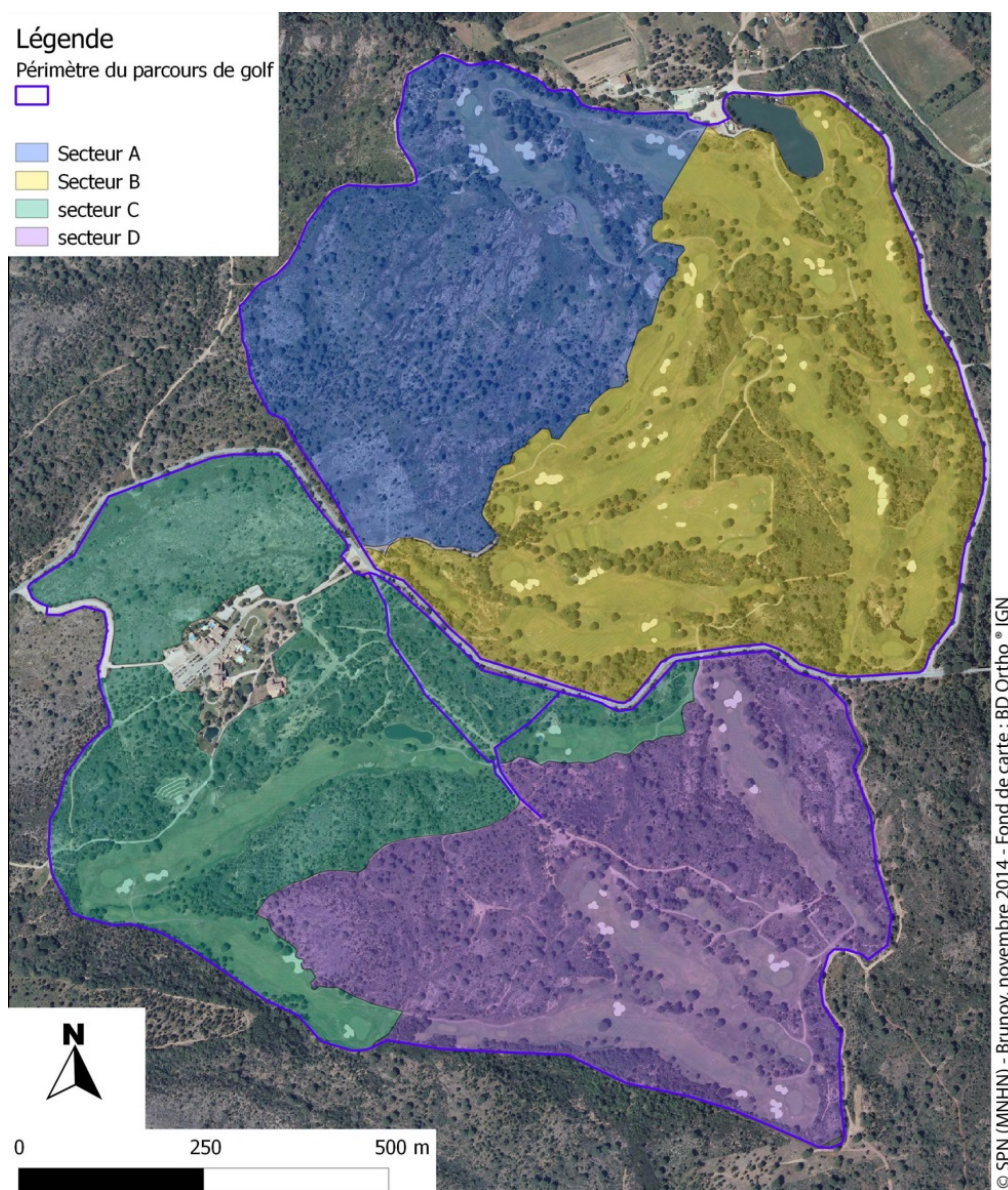 Légende
Périmètre du parcours de golf
Secteur A
Secteur B
secteur C
secteur D
N
0 250 500 m
© SPN (MNHN) - Brunoy, novembre 2014 - Fond de carte : BD Ortho ® IGN